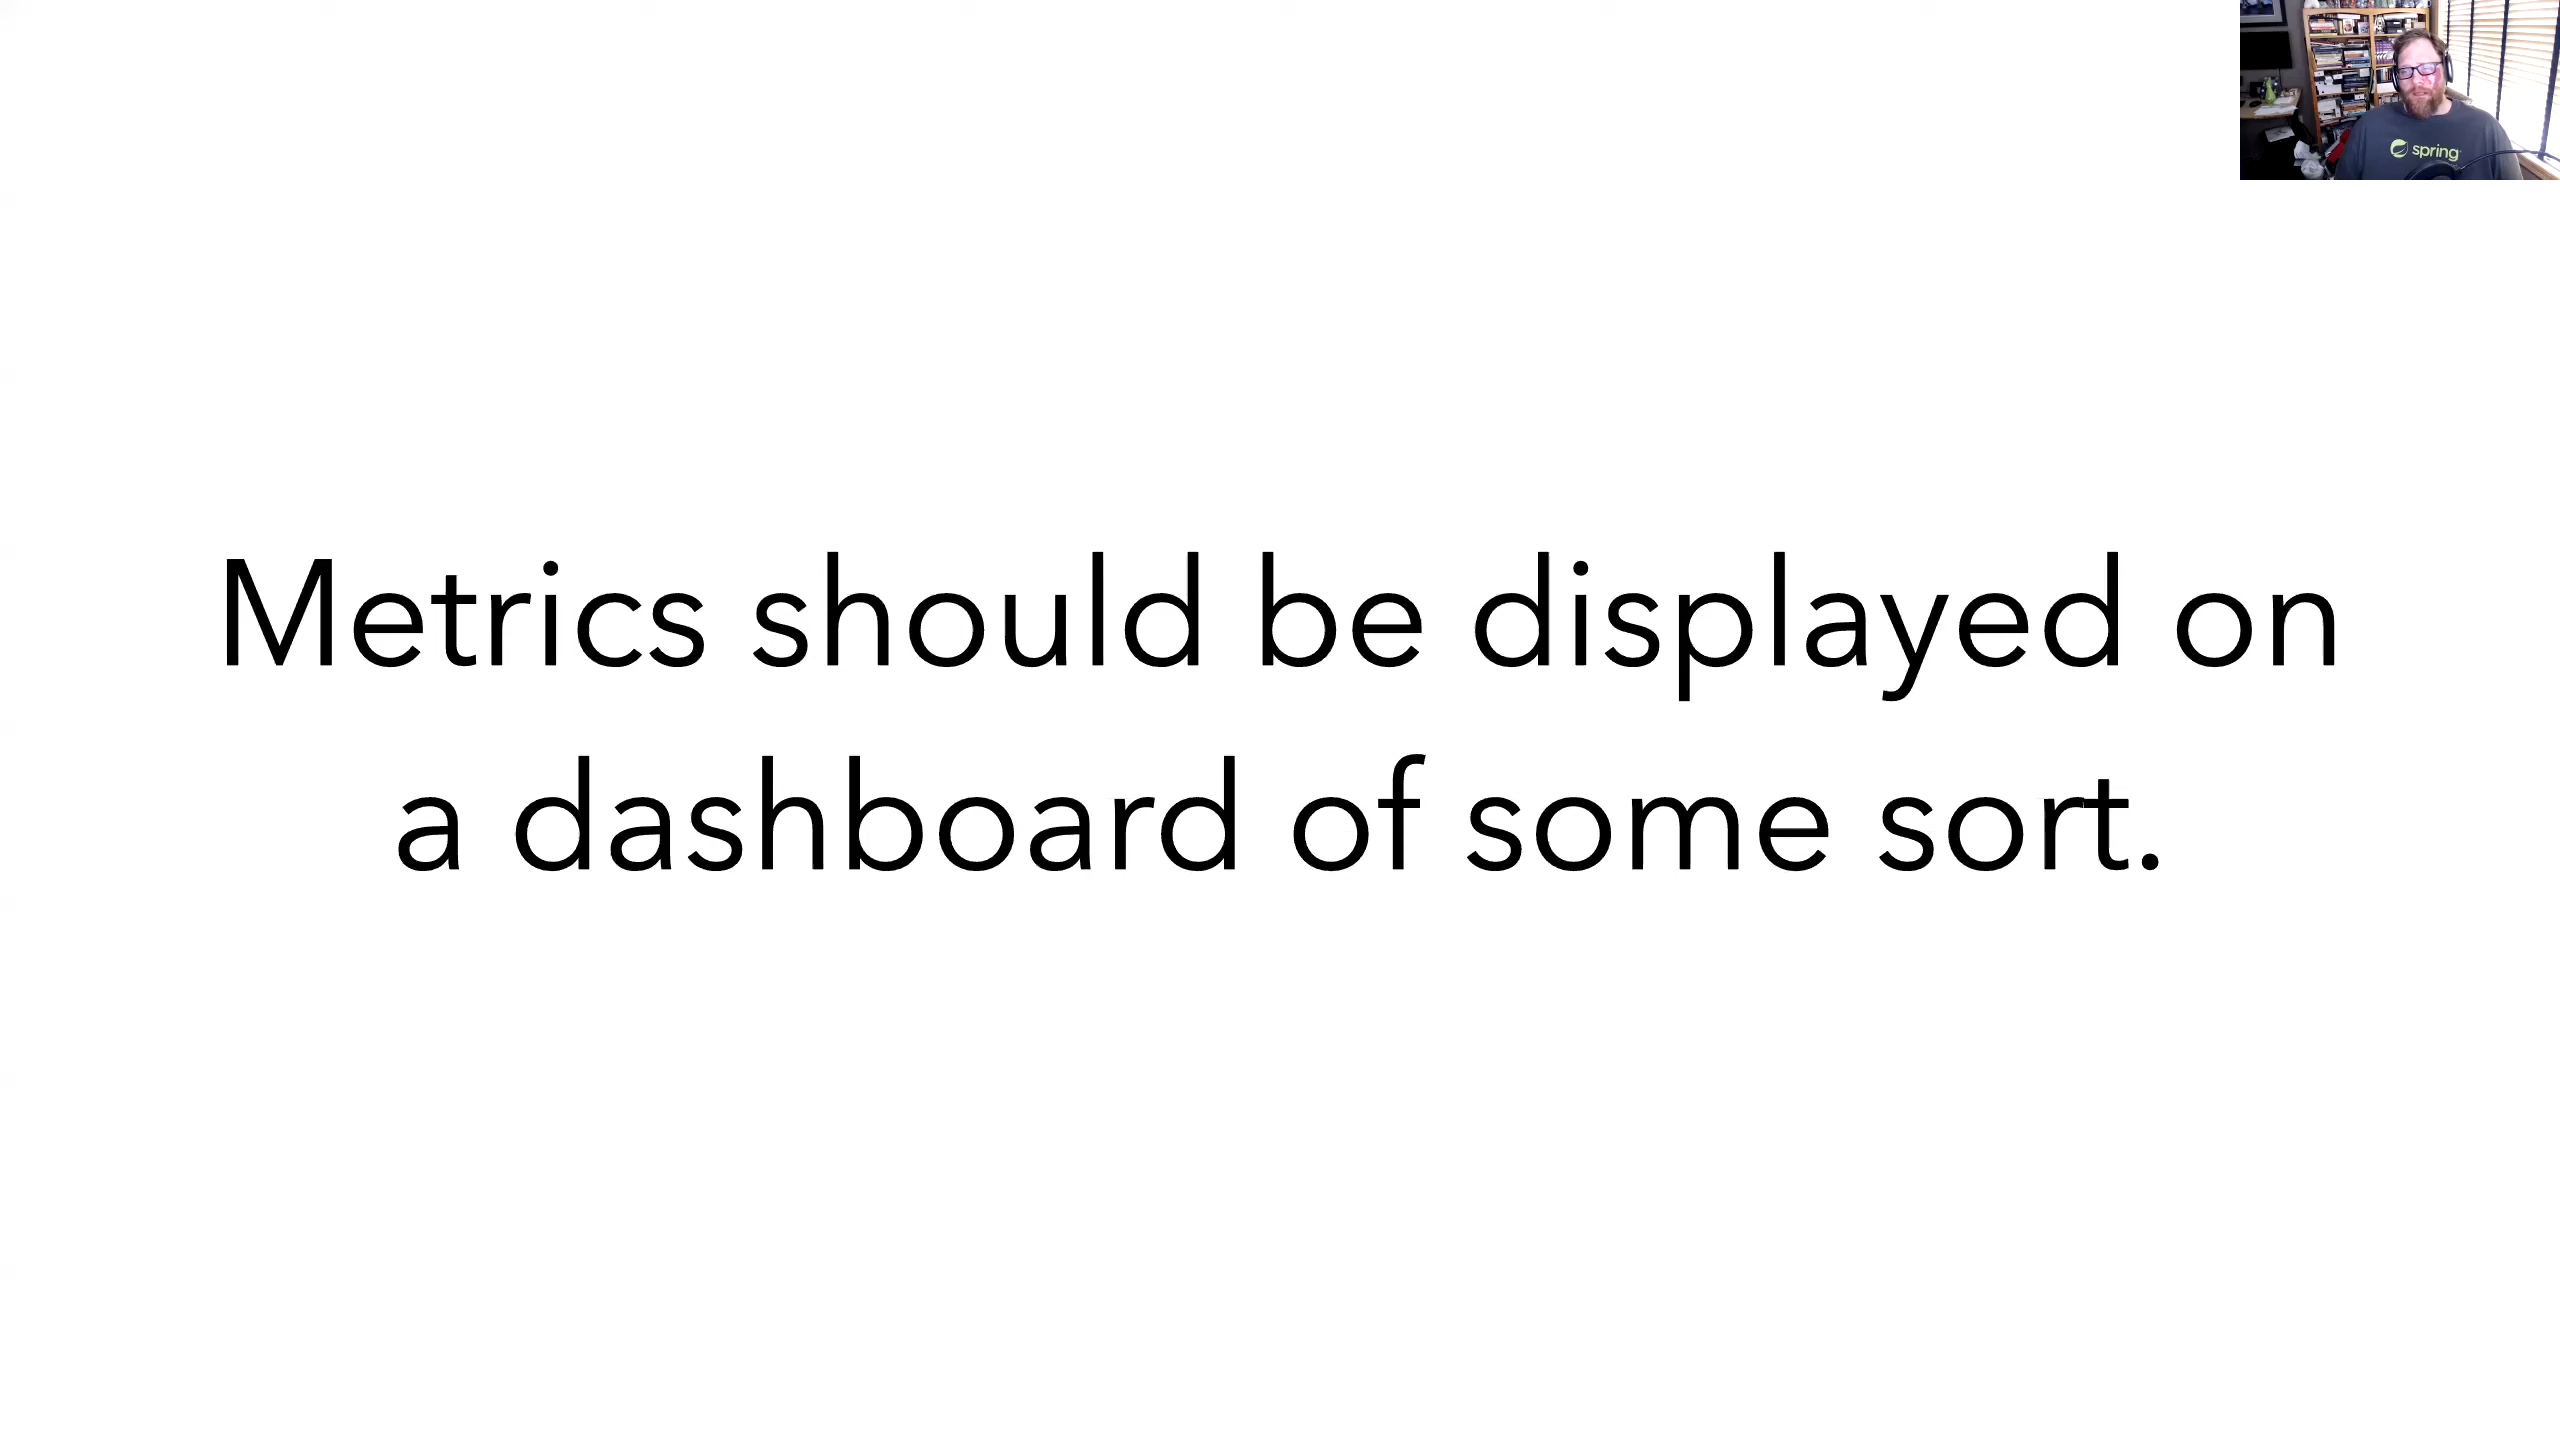 spring
Metrics should be displayed on
a dashboard of some sort.